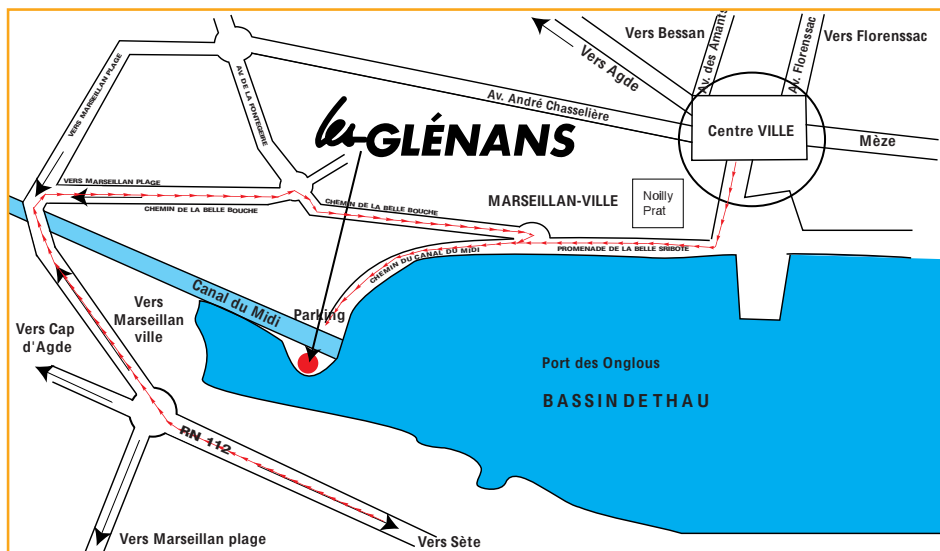 Vers Bessan
Av. des Amants
Av. Florenssac
Vers Florenssac
Vers Agde
VERS MARSEILLAN PLAGE
AV DE LA FONTEGEIRE
Av. André Chasselière
Centre VILLE
Mèze
les GLÉNANS
VERS MARSEILLAN PLAGE
CHEMIN DE LA BELLE BOUCHE
CHEMIN DE LA BELLE BOUCHE
MARSEILLAN-VILLE
Noilly
Prat
PROMENADE DE LA BELLE SRIBOTE
CHEMIN DU CANAL DU MIDI
Canal du Midi
Parking
Vers
Marseillan
ville
Vers Cap
d'Agde
Port des Onglous
BASSIN DE THAU
RN 112
Vers Marseillan plage
Vers Sète